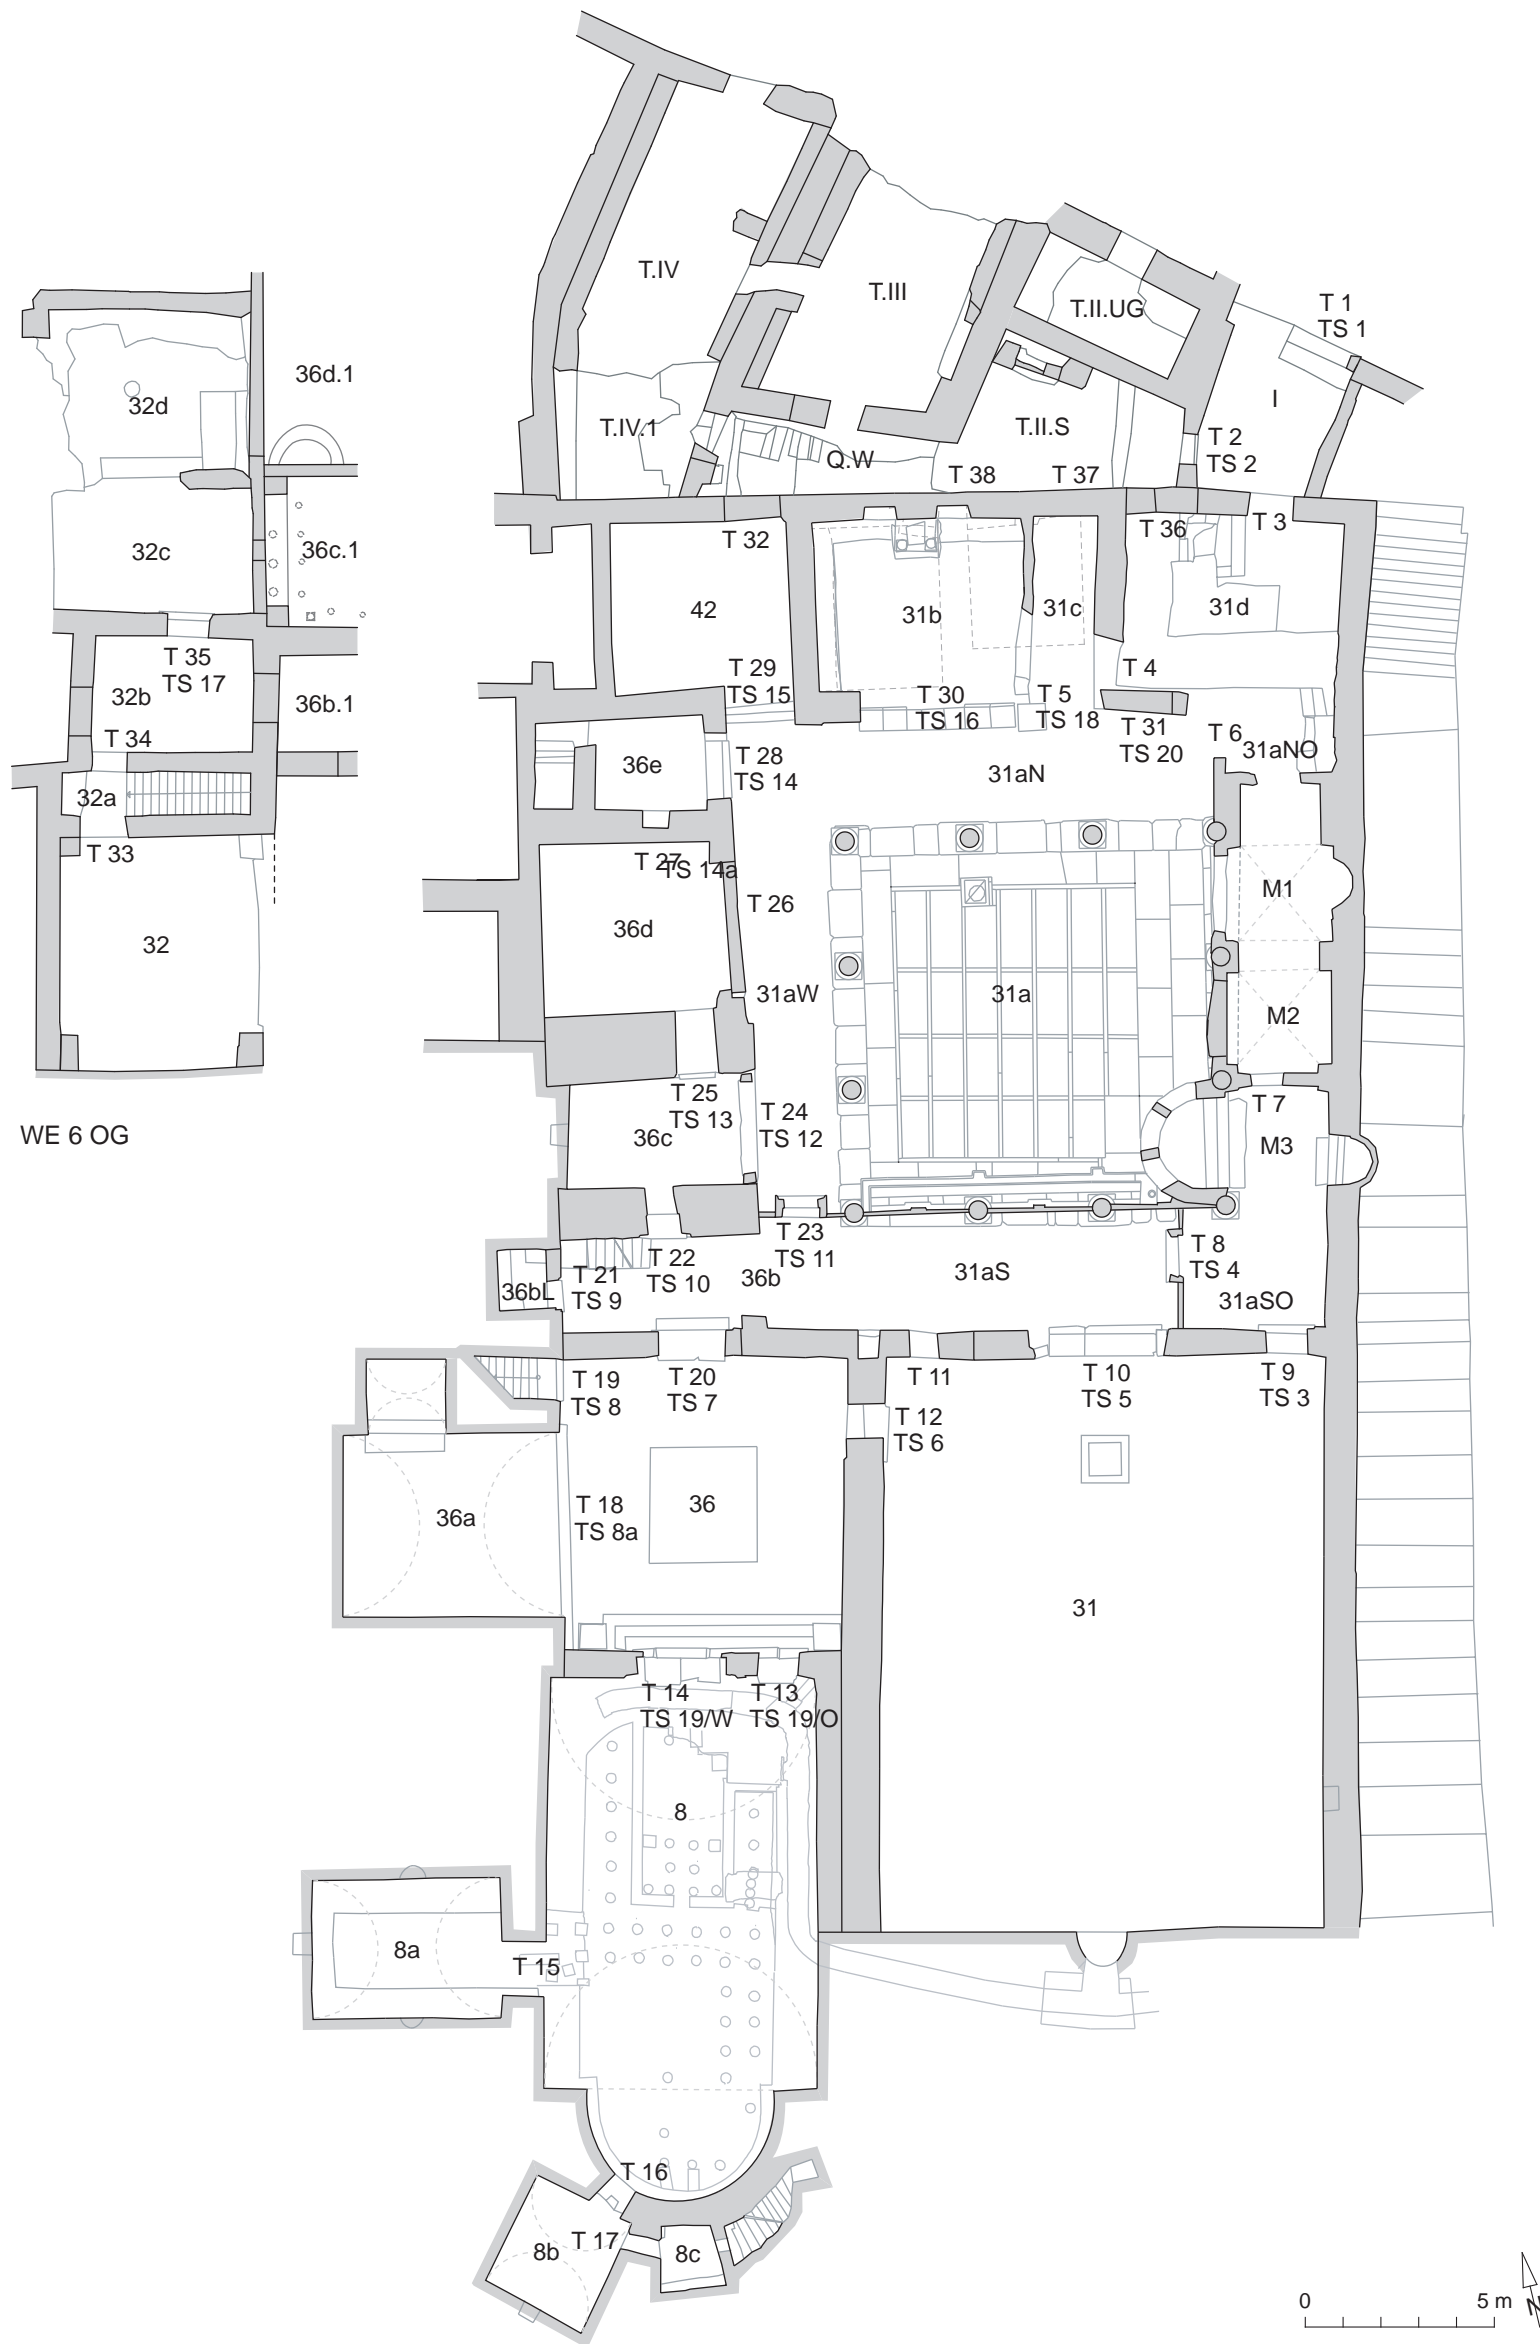 T.IV
T.III
T.II.UG
T 1
TS 1
I
T.IV.1
Q.W
T.II.S
T 2
TS 2
T 38
T 37
T 36
T 3
T 32
42
31b
31c
31d
T 29
TS 15
T 30
TS 16
T 5
TS 18
T 4
T 31
TS 20
T 6
31aNO
36e
T 28
TS 14
31aN
T 27
TS 14a
T 26
36d
31aW
31a
M1
M2
T 25
TS 13
36c
T 24
TS 12
T 7
M3
T 23
TS 11
T 22
TS 10
T 21
TS 9
36bL
36b
31aS
T 8
TS 4
31aSO
T 19
TS 8
T 20
TS 7
T 11
T 10
TS 5
T 9
TS 3
T 12
TS 6
36a
T 18
TS 8a
36
31
T 14
TS 19/W
T 13
TS 19/O
8
8a
T 15
T 16
T 17
8b
8c
36d.1
32d
32c
36c.1
T 35
TS 17
32b
36b.1
T 34
32a
T 33
32
WE 6 OG
0
5 m
N